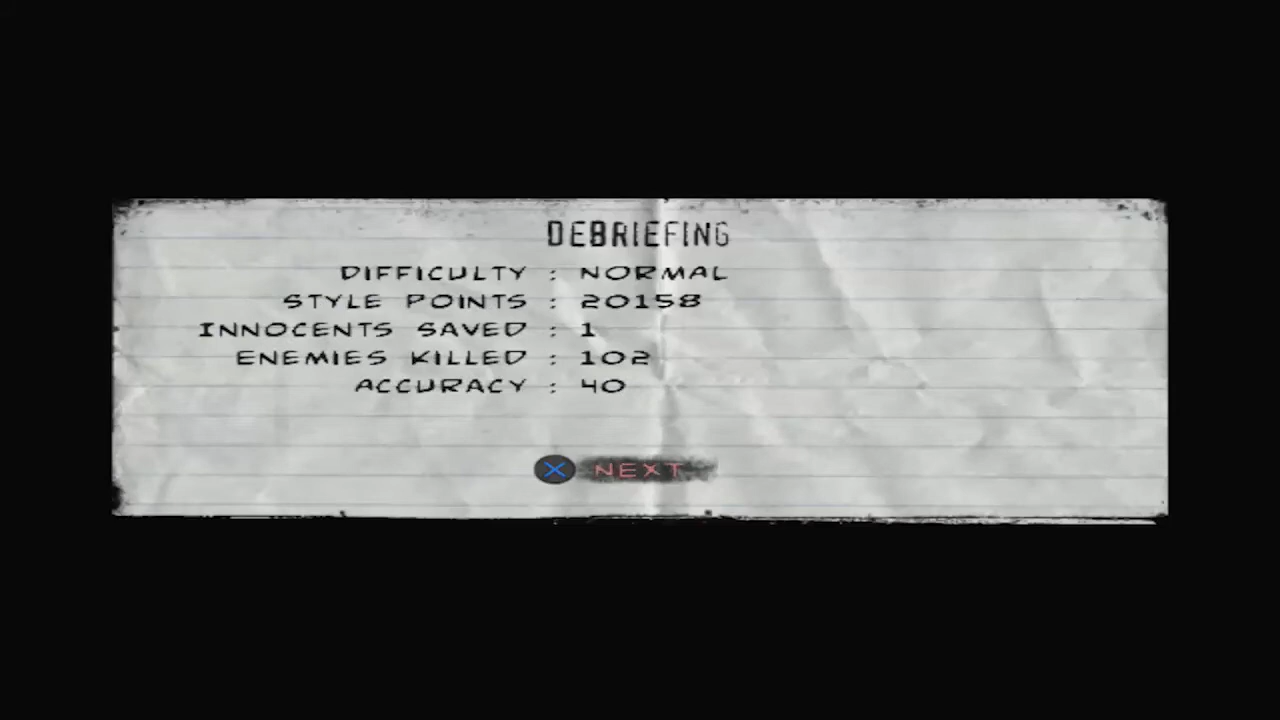 DEBRIEFING
DIFFICULTY : NORMAL
STYLE POINTS : 20158
INNOCENTS SAVED : 1
ENEMIES KILLED : 102
ACCURACY : 40
NEXT